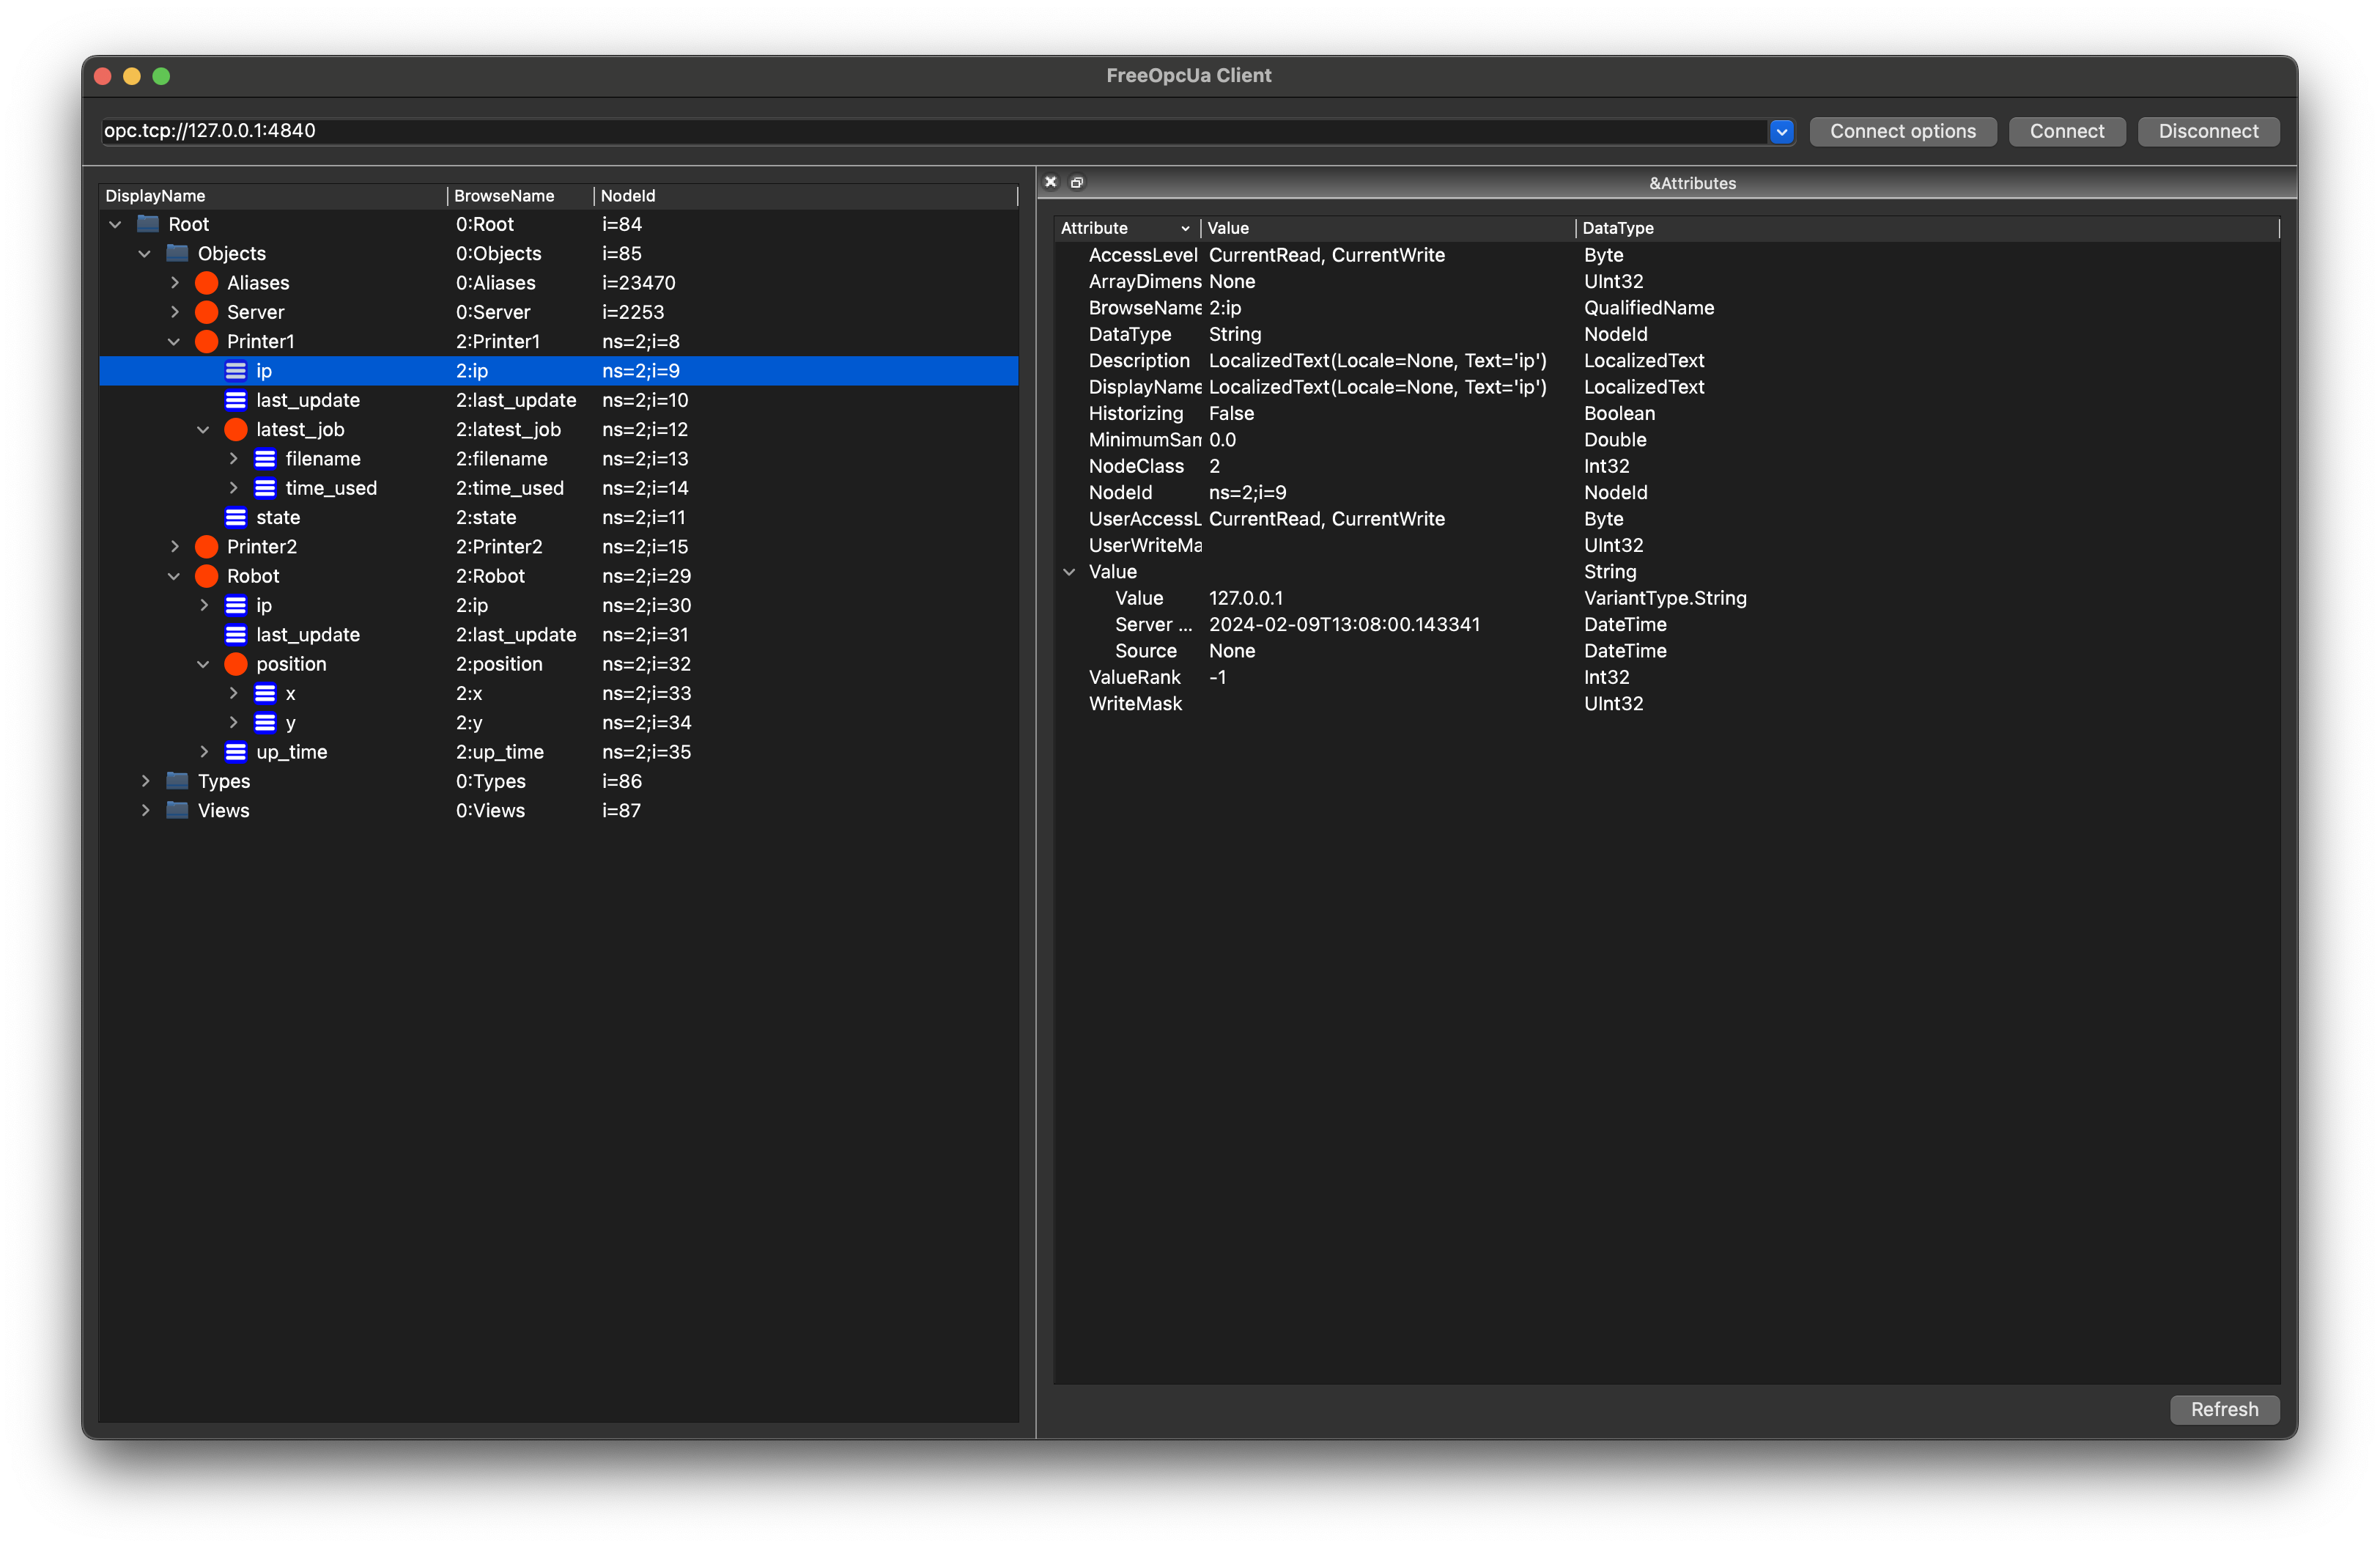 FreeOpcUa Client
opc.tcp://127.0.0.1:4840 Connect options Connect Disconnect
DisplayName BrowseName NodeId
Root 0:Root i=84
Objects 0:Objects i=85
Aliases 0:Aliases i=23470
Server 0:Server i=2253
Printer1 2:Printer1 ns=2;i=8
ip 2:ip ns=2;i=9
last_update 2:last_update ns=2;i=10
latest_job 2:latest_job ns=2;i=12
filename 2:filename ns=2;i=13
time_used 2:time_used ns=2;i=14
state 2:state ns=2;i=11
Printer2 2:Printer2 ns=2;i=15
Robot 2:Robot ns=2;i=29
ip 2:ip ns=2;i=30
last_update 2:last_update ns=2;i=31
position 2:position ns=2;i=32
x 2:x ns=2;i=33
y 2:y ns=2;i=34
up_time 2:up_time ns=2;i=35
Types 0:Types i=86
Views 0:Views i=87
&Attributes
Attribute Value DataType
AccessLevel CurrentRead, CurrentWrite Byte
ArrayDimens None UInt32
BrowseName 2:ip QualifiedName
DataType String NodeId
Description LocalizedText(Locale=None, Text='ip') LocalizedText
DisplayName LocalizedText(Locale=None, Text='ip') LocalizedText
Historizing False Boolean
MinimumSam 0.0 Double
NodeClass 2 Int32
NodeId ns=2;i=9 NodeId
UserAccessL CurrentRead, CurrentWrite Byte
UserWriteMa UInt32
Value String
Value 127.0.0.1 VariantType.String
Server ... 2024-02-09T13:08:00.143341 DateTime
Source None DateTime
ValueRank -1 Int32
WriteMask UInt32
Refresh